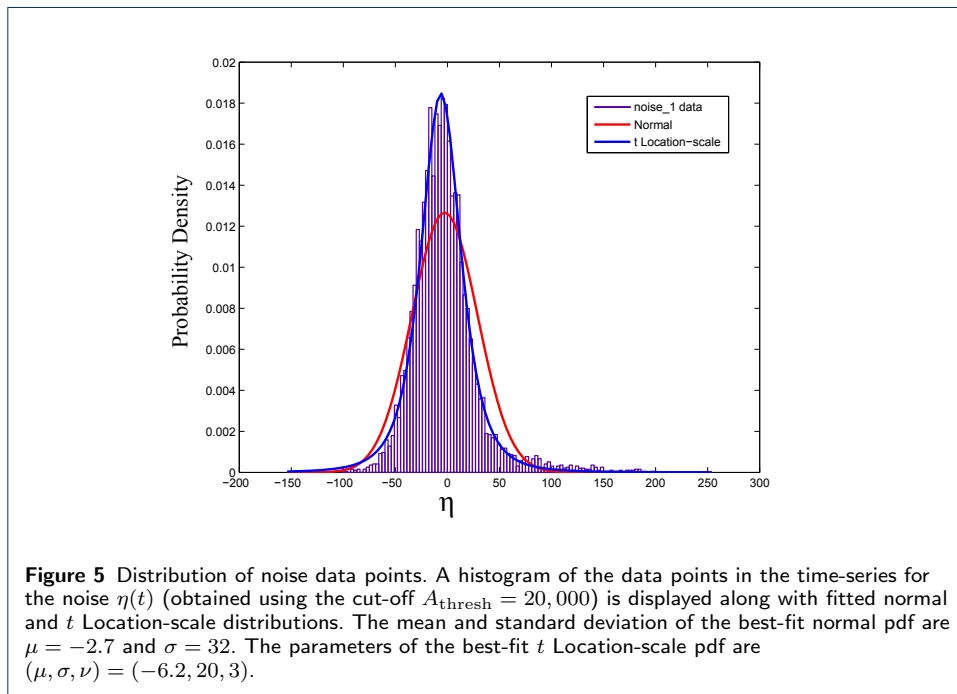 0.02
0.018
0.016
0.014
0.012
0.01
0.008
0.006
0.004
0.002
0
Probability Density
noise_1 data
Normal
t Location−scale
−200 −150 −100 −50 0 50 100 150 200 250 300
η
Figure 5 Distribution of noise data points. A histogram of the data points in the time-series for
the noise η(t) (obtained using the cut-off A_thresh = 20,000) is displayed along with fitted normal
and t Location-scale distributions. The mean and standard deviation of the best-fit normal pdf are
μ = −2.7 and σ = 32. The parameters of the best-fit t Location-scale pdf are
(μ, σ, ν) = (−6.2, 20, 3).